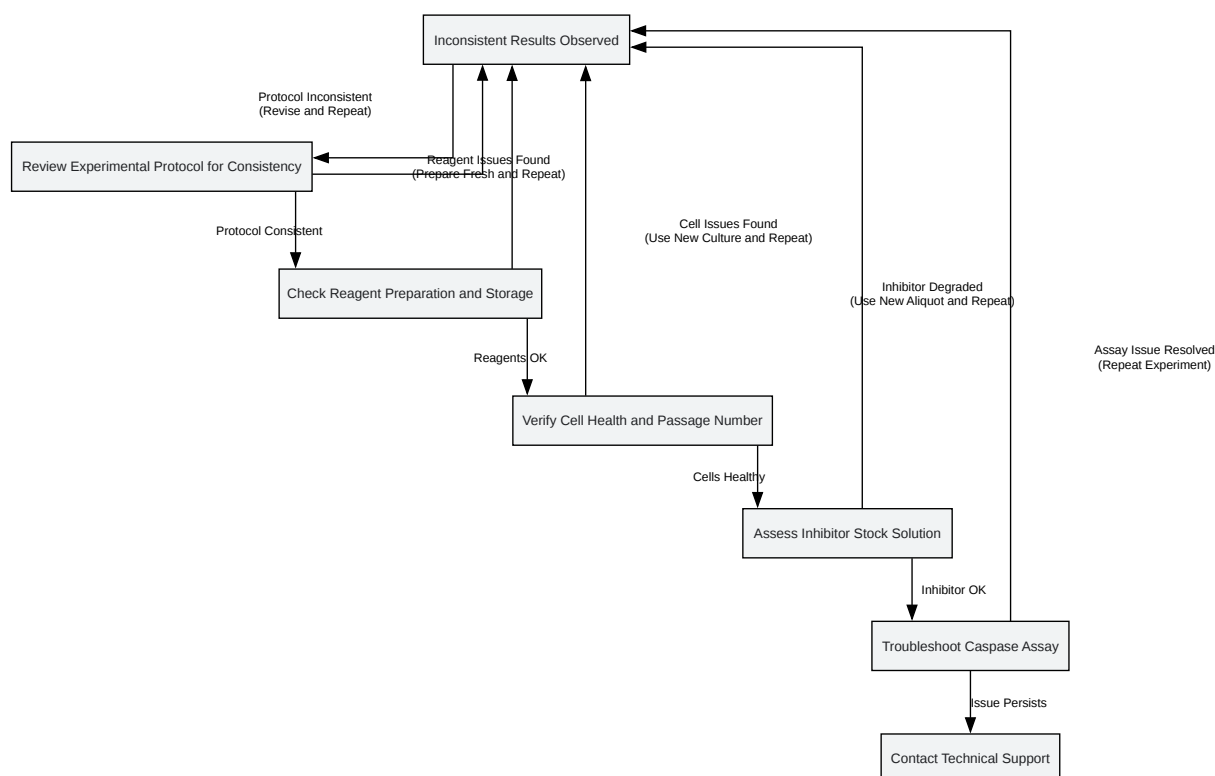 Inconsistent Results Observed
Protocol Inconsistent
(Revise and Repeat)
Review Experimental Protocol for Consistency
Reagent Issues Found
(Prepare Fresh and Repeat)
Protocol Consistent
Cell Issues Found
(Use New Culture and Repeat)
Check Reagent Preparation and Storage
Inhibitor Degraded
(Use New Aliquot and Repeat)
Reagents OK
Assay Issue Resolved
(Repeat Experiment)
Verify Cell Health and Passage Number
Cells Healthy
Assess Inhibitor Stock Solution
Inhibitor OK
Troubleshoot Caspase Assay
Issue Persists
Contact Technical Support